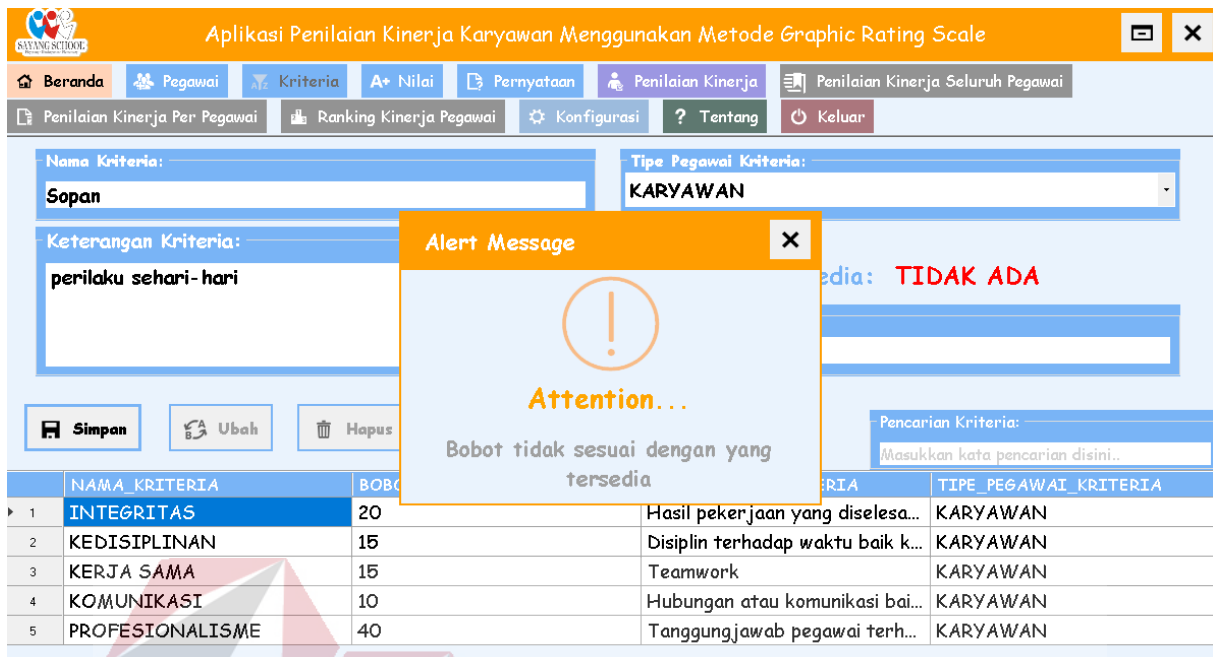 SAYANG SCHOOL
Aplikasi Penilaian Kinerja Karyawan Menggunakan Metode Graphic Rating Scale
Beranda Pegawai Kriteria A+ Nilai Pernyataan Penilaian Kinerja Penilaian Kinerja Seluruh Pegawai
Penilaian Kinerja Per Pegawai Ranking Kinerja Pegawai Konfigurasi ? Tentang Keluar
Nama Kriteria: Tipe Pegawai Kriteria:
Sopan KARYAWAN
Keterangan Kriteria: Alert Message
perilaku sehari-hari edia: TIDAK ADA
Attention...
Simpan Ubah Hapus Pencarian Kriteria:
Bobot tidak sesuai dengan yang Masukkan kata pencarian disini..
tersedia
NAMA_KRITERIA BOBO ERIA TIPE_PEGAWAI_KRITERIA
1 INTEGRITAS 20 Hasil pekerjaan yang diselesa... KARYAWAN
2 KEDISIPLINAN 15 Disiplin terhadap waktu baik k... KARYAWAN
3 KERJA SAMA 15 Teamwork KARYAWAN
4 KOMUNIKASI 10 Hubungan atau komunikasi bai... KARYAWAN
5 PROFESIONALISME 40 Tanggungjawab pegawai terh... KARYAWAN